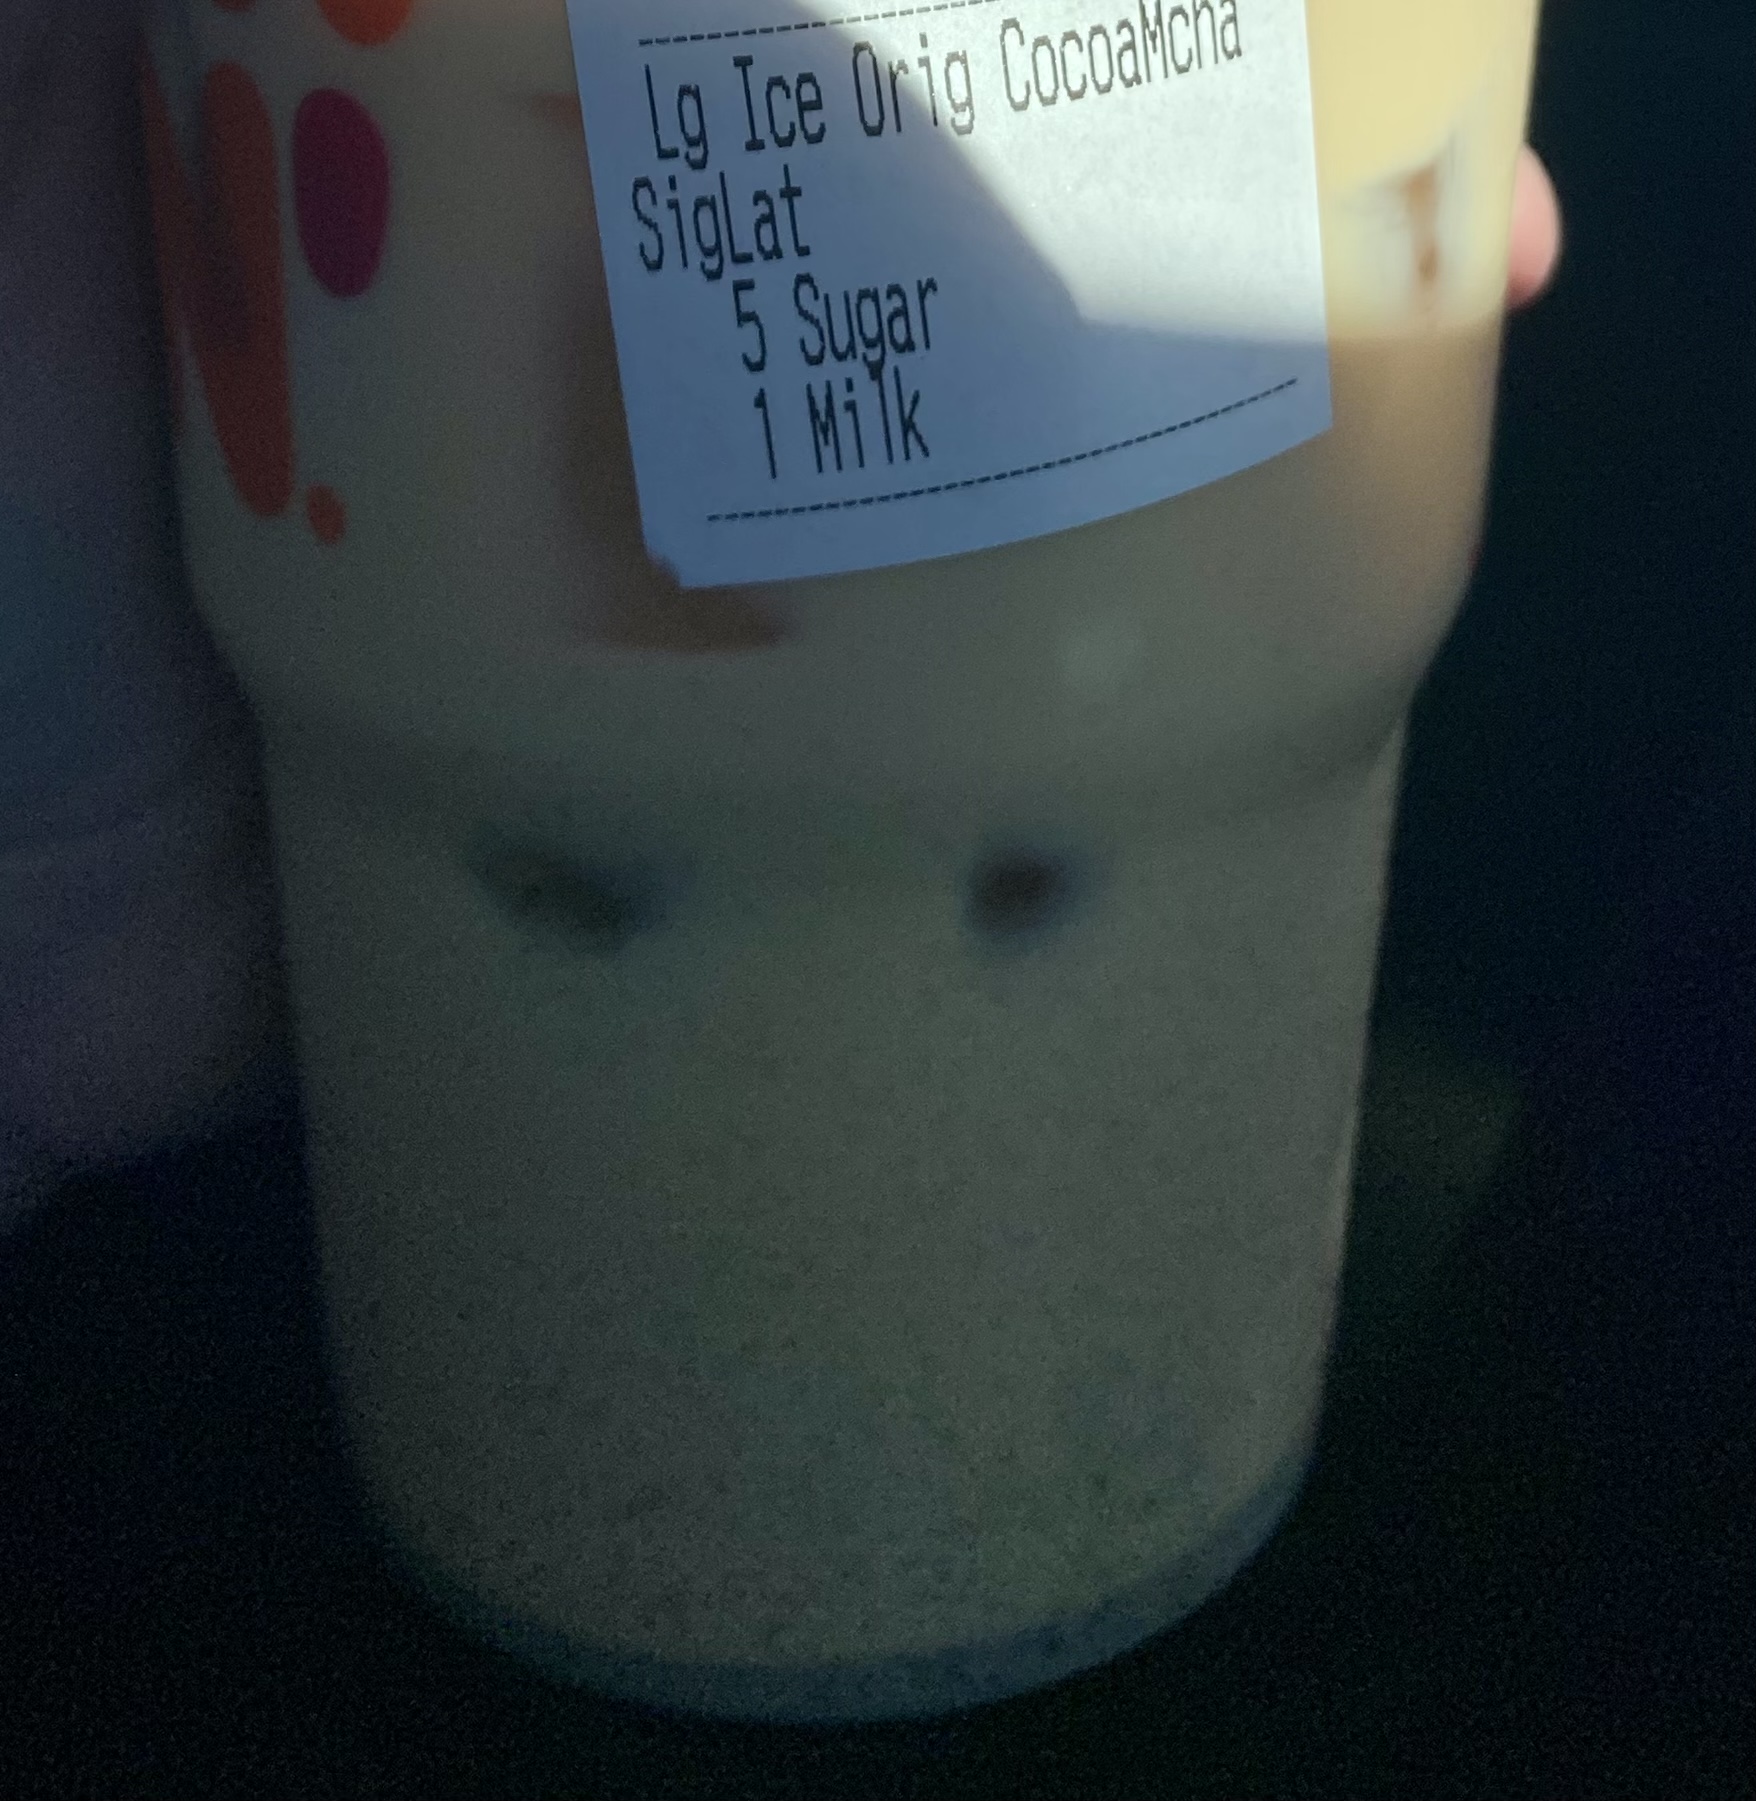 Lg Ice Orig CocoaMcha
SigLat
5 Sugar
1 Milk